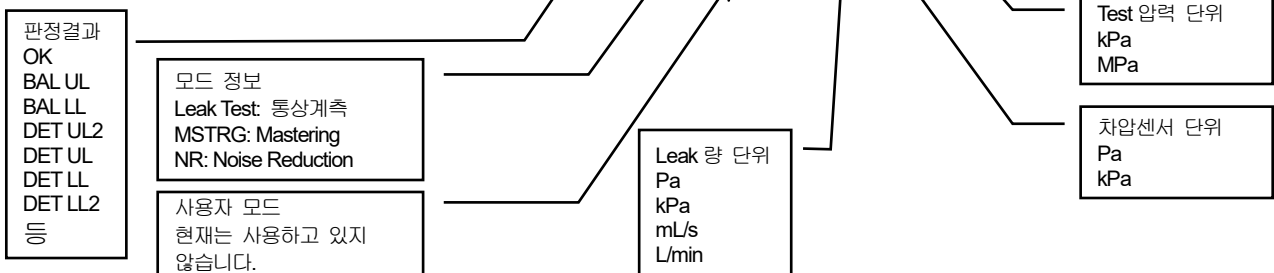 판정결과
OK
BAL UL
BAL LL
DET UL2
DET UL
DET LL
DET LL2
등
모드 정보
Leak Test: 통상계측
MSTRG: Mastering
NR: Noise Reduction
사용자 모드
현재는 사용하고 있지
않습니다.
Leak 량 단위
Pa
kPa
mL/s
L/min
Test 압력 단위
kPa
MPa
차압센서 단위
Pa
kPa